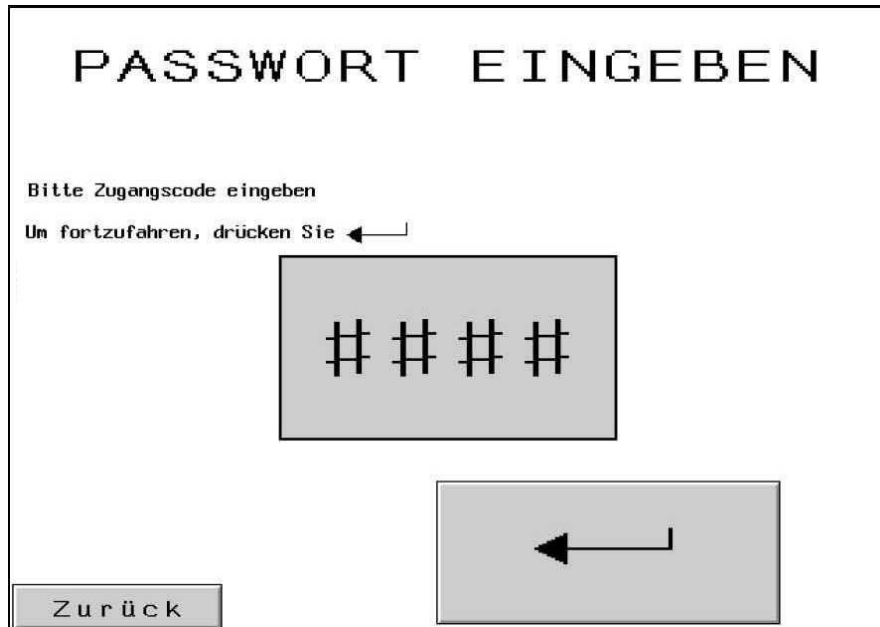 PASSWORT EINGEBEN
Bitte Zugangscode eingeben
Um fortzufahren, drücken Sie
####
Zurück